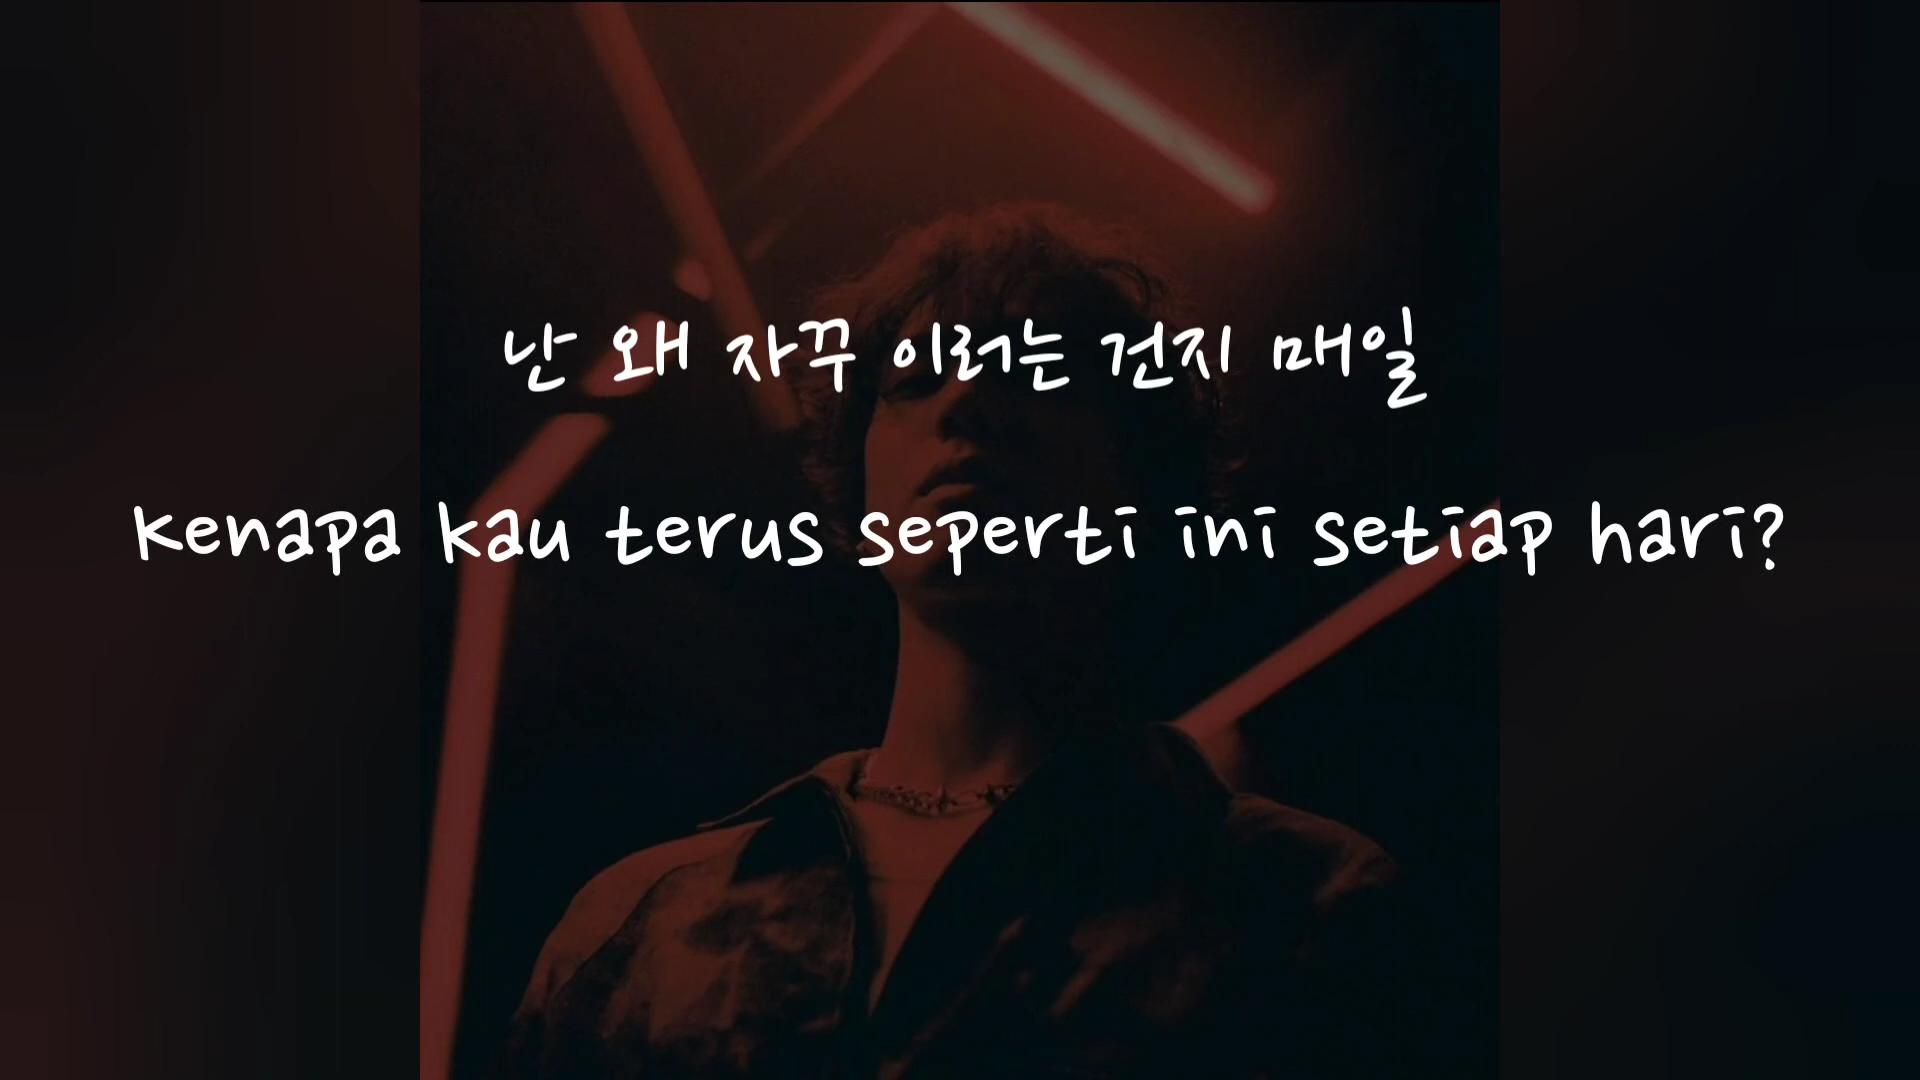 난 왜 자꾸 이러는 건지 매일
kenapa kau terus seperti ini setiap hari?